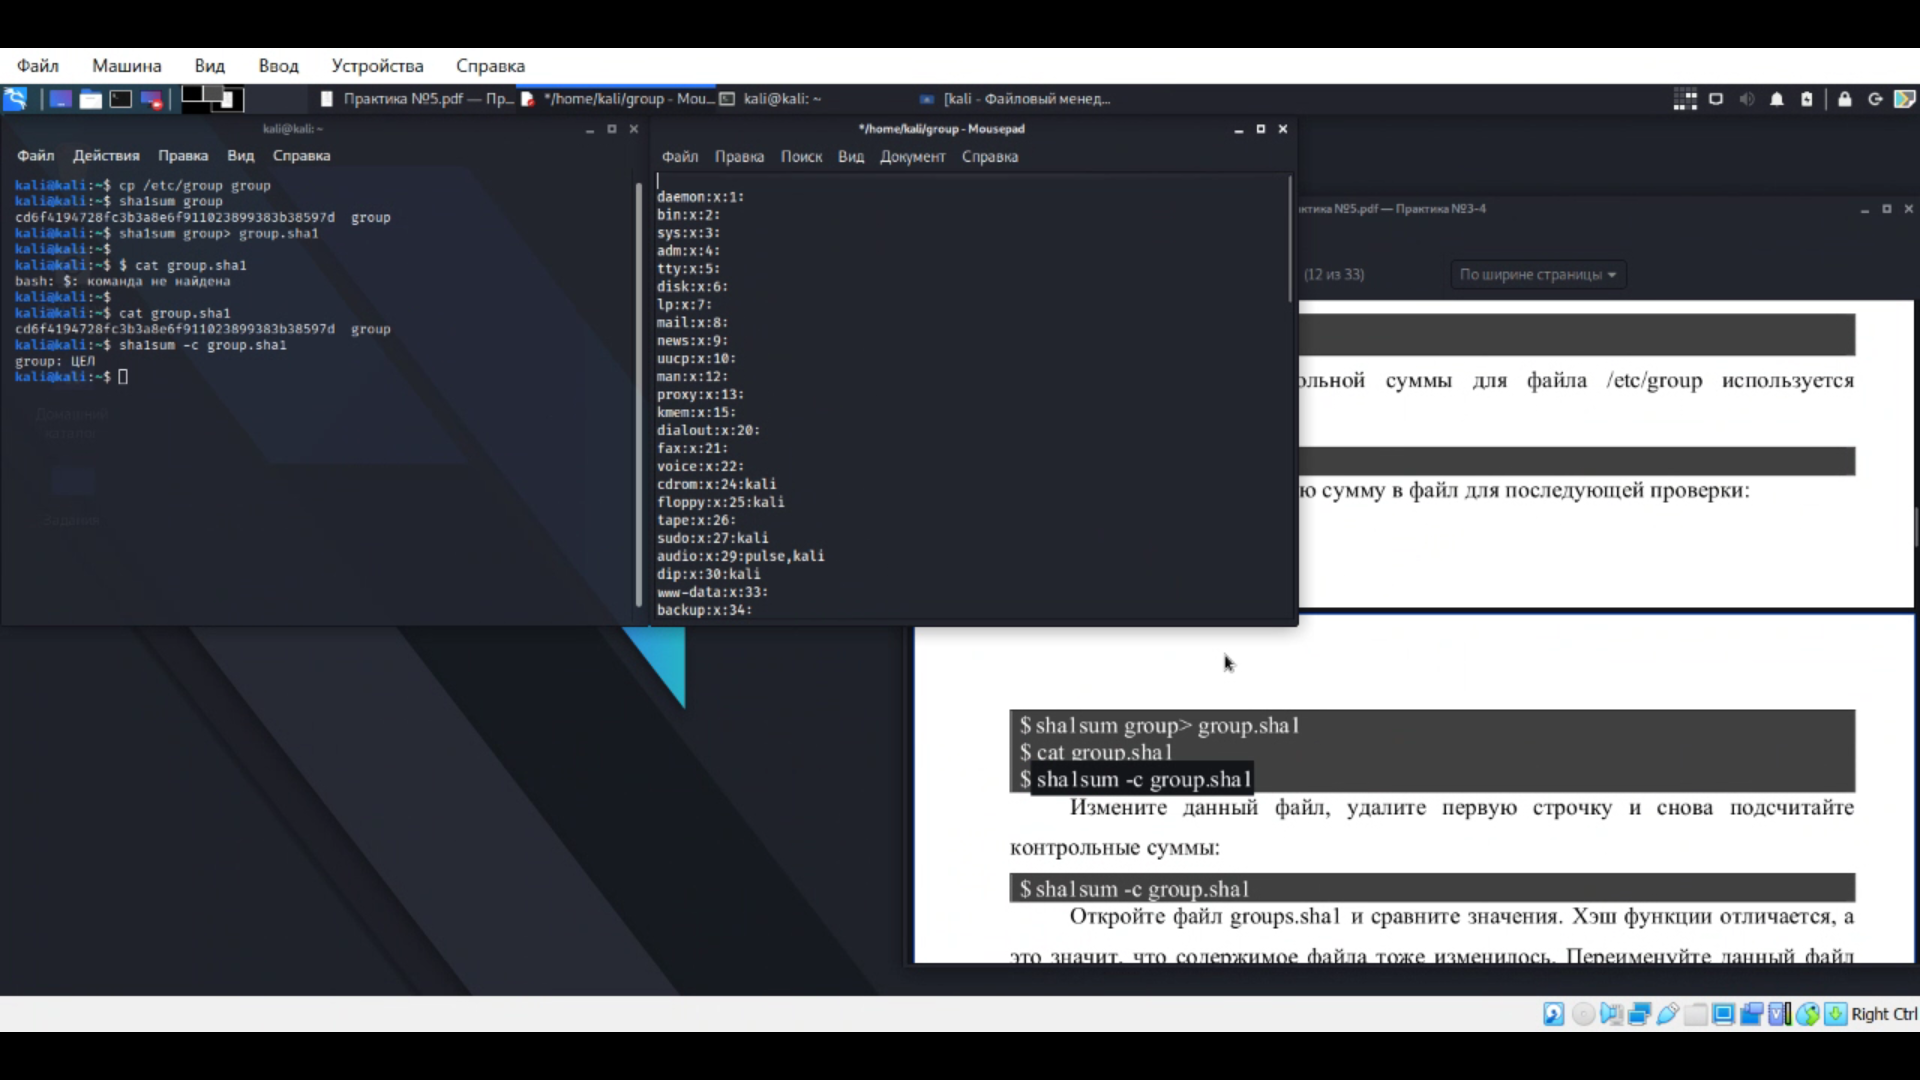 Файл Машина Вид Ввод Устройства Справка
Практика №5.pdf — Пр... */home/kali/group - Mou... kali@kali: ~ [kali - Файловый менед...
kali@kali: ~
Файл Действия Правка Вид Справка
kali@kali:~$ cp /etc/group group
kali@kali:~$ sha1sum group
cd6f4194728fc3b3a8e6f911023899383b38597d  group
kali@kali:~$ sha1sum group> group.sha1
kali@kali:~$
kali@kali:~$ $ cat group.sha1
bash: $: команда не найдена
kali@kali:~$
kali@kali:~$ cat group.sha1
cd6f4194728fc3b3a8e6f911023899383b38597d  group
kali@kali:~$ sha1sum -c group.sha1
group: ЦЕЛ
kali@kali:~$
Домашний
каталог
Задания
*/home/kali/group - Mousepad
Файл Правка Поиск Вид Документ Справка
daemon:x:1:
bin:x:2:
sys:x:3:
adm:x:4:
tty:x:5:
disk:x:6:
lp:x:7:
mail:x:8:
news:x:9:
uucp:x:10:
man:x:12:
proxy:x:13:
kmem:x:15:
dialout:x:20:
fax:x:21:
voice:x:22:
cdrom:x:24:kali
floppy:x:25:kali
tape:x:26:
sudo:x:27:kali
audio:x:29:pulse,kali
dip:x:30:kali
www-data:x:33:
backup:x:34:
ктика №5.pdf — Практика №3-4
(12 из 33) По ширине страницы
ольной суммы для файла /etc/group используется
ю сумму в файл для последующей проверки:
$ sha1sum group> group.sha1
$ cat group.sha1
$ sha1sum -c group.sha1
Измените данный файл, удалите первую строчку и снова подсчитайте
контрольные суммы:
$ sha1sum -c group.sha1
Откройте файл groups.sha1 и сравните значения. Хэш функции отличается, а
это значит, что содержимое файла тоже изменилось. Переименуйте данный файл
Right Ctrl